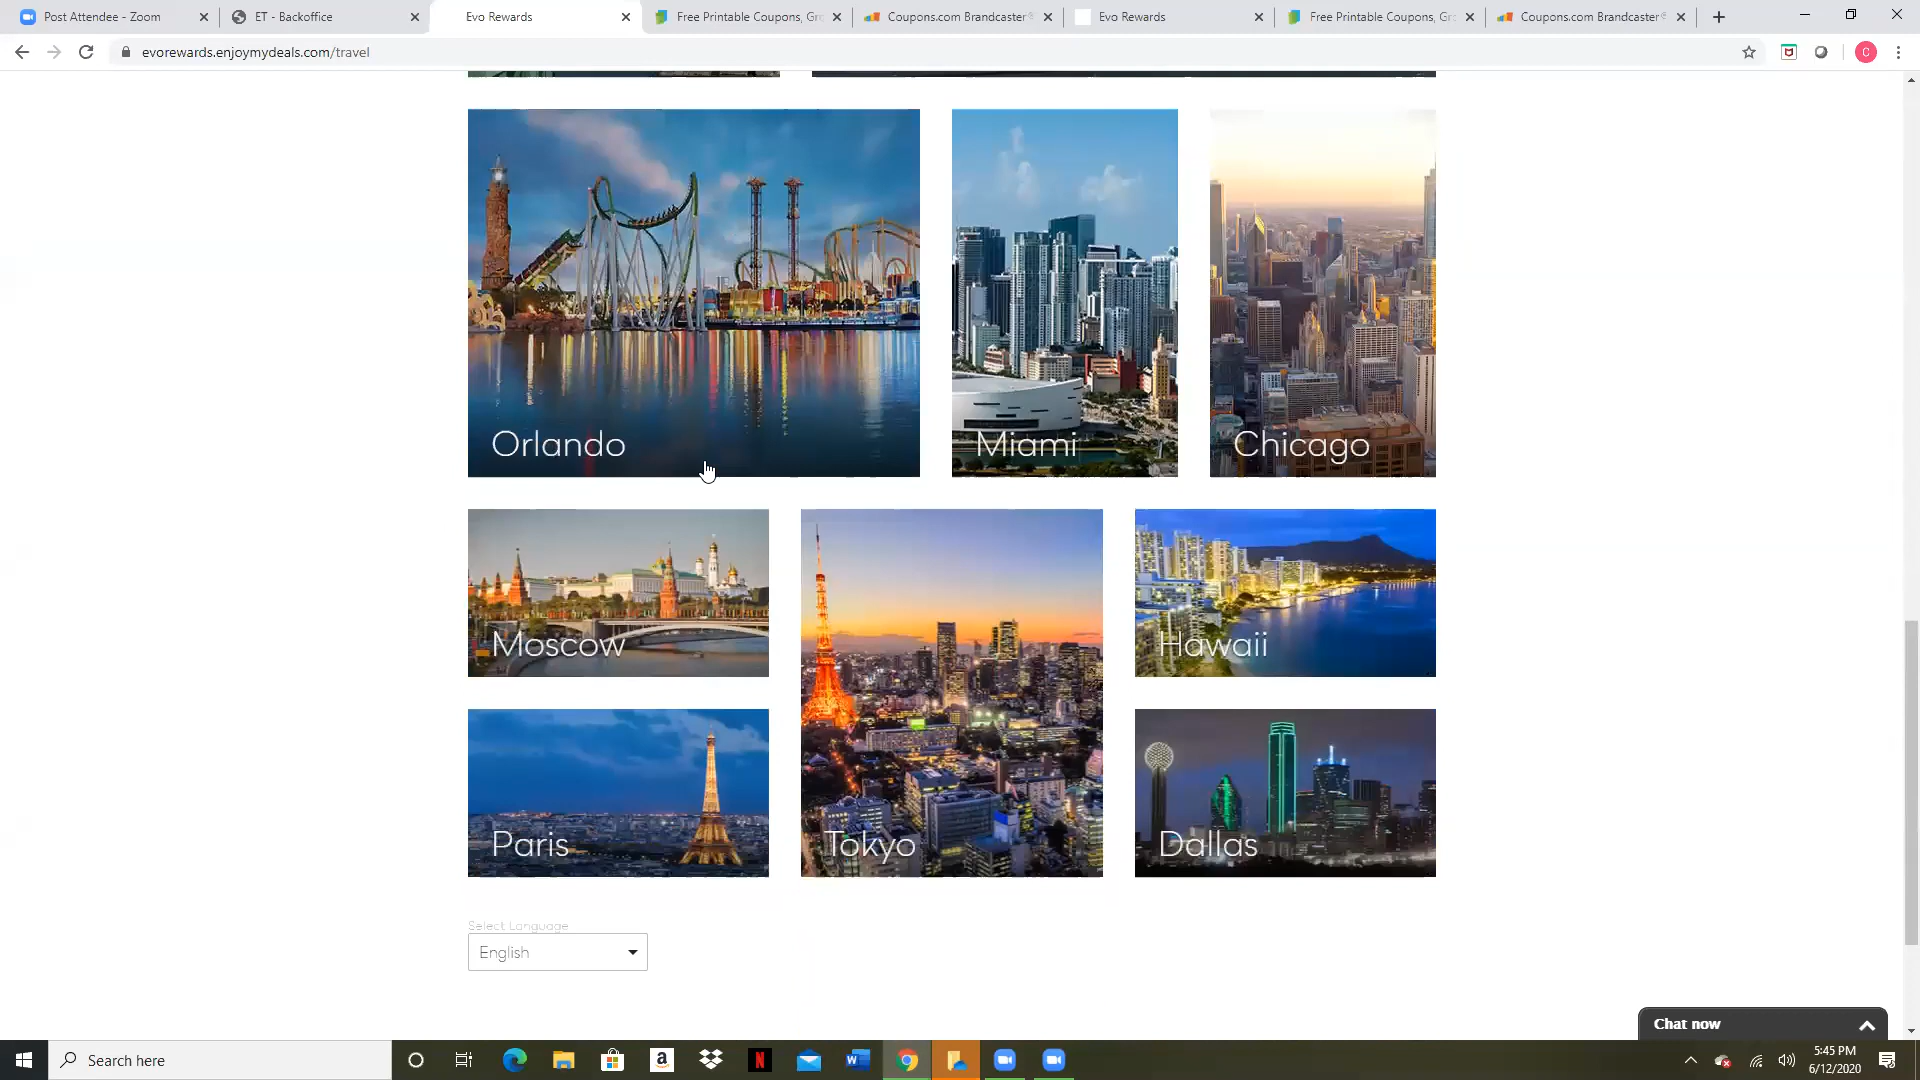 Post Attendee - Zoom
ET - Backoffice
Evo Rewards
Free Printable Coupons, Gr
Coupons.com Brandcaster
Evo Rewards
Free Printable Coupons, Gr
Coupons.com Brandcaster
evorewards.enjoymydeals.com/travel
C
Orlando
Miami
Chicago
Moscow
Hawaii
Paris
Tokyo
Dallas
Select Language
English
Chat now
Search here
5:45 PM
6/12/2020